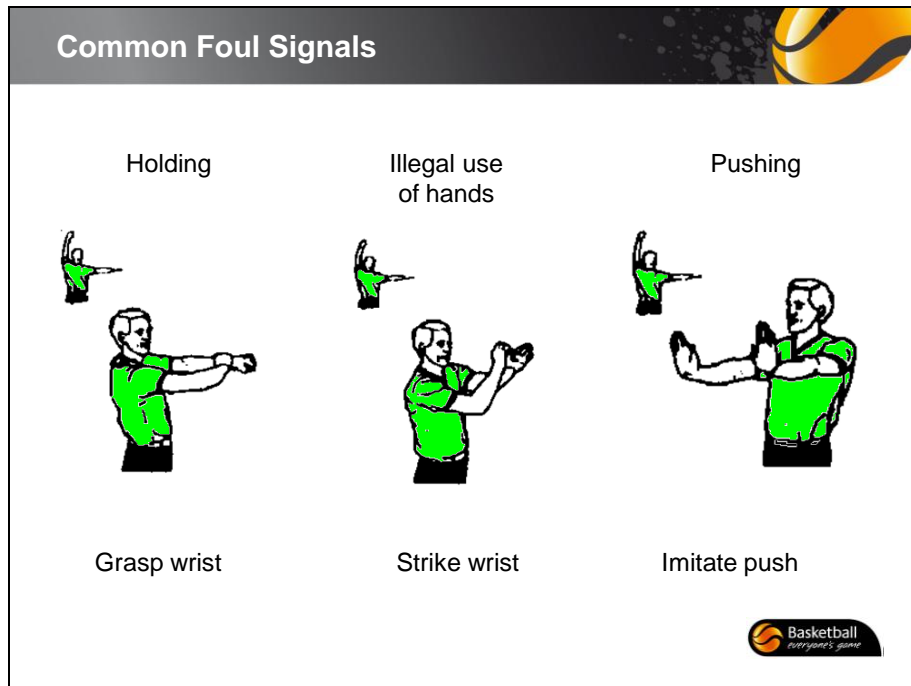 Common Foul Signals
Holding
Illegal use
of hands
Pushing
Grasp wrist
Strike wrist
Imitate push
Basketball
everyone's game